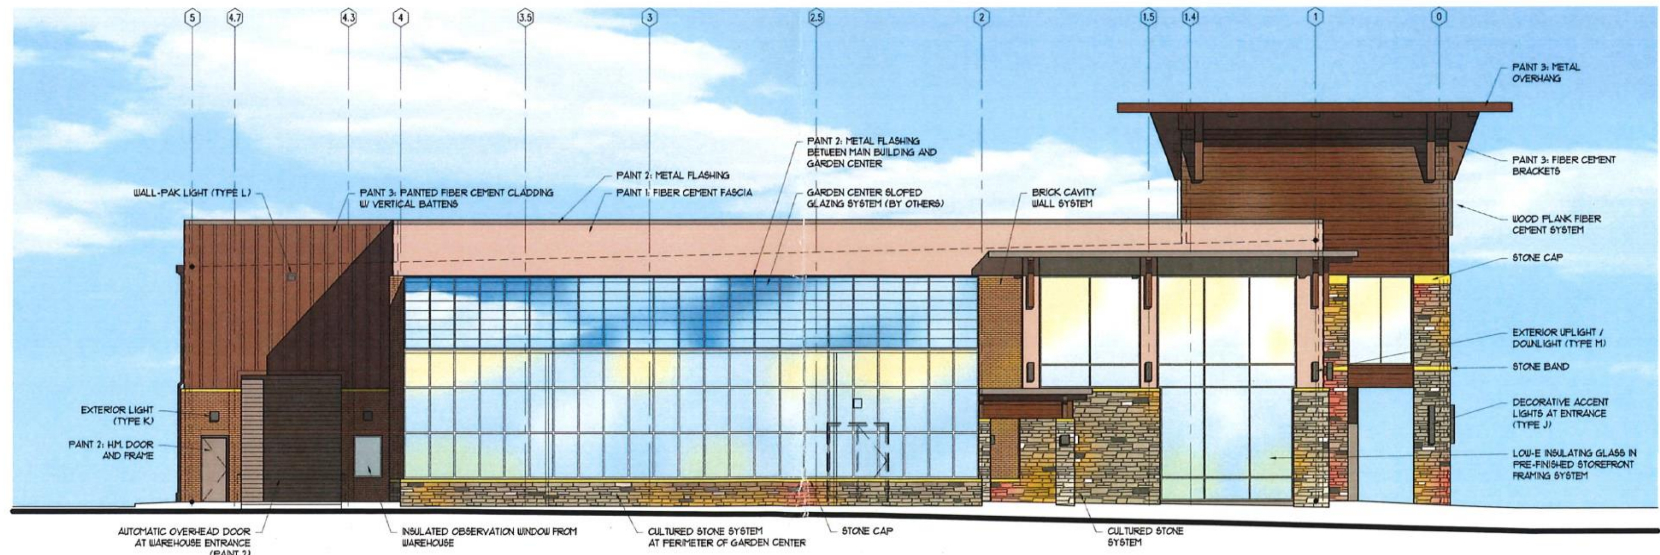 5 4.7 4.3 4 3.5 3 2.5 2 1.5 1.4 1 0
PAINT 3: METAL
OVERHANG
PAINT 2: METAL FLASHING
BETWEEN MAIN BUILDING AND
GARDEN CENTER
PAINT 3: FIBER CEMENT
BRACKETS
PAINT 2: METAL FLASHING
WALL-PAK LIGHT (TYPE L)
PAINT 3: PAINTED FIBER CEMENT CLADDING
W/ VERTICAL BATTENS
PAINT 1: FIBER CEMENT FASCIA
GARDEN CENTER SLOPED
GLAZING SYSTEM (BY OTHERS)
BRICK CAVITY
WALL SYSTEM
WOOD PLANK FIBER
CEMENT SYSTEM
STONE CAP
EXTERIOR UPLIGHT /
DOWNLIGHT (TYPE M)
STONE BAND
EXTERIOR LIGHT
(TYPE K)
DECORATIVE ACCENT
LIGHTS AT ENTRANCE
(TYPE J)
PAINT 2: H.M. DOOR
AND FRAME
LOW-E INSULATING GLASS IN
PRE-FINISHED STOREFRONT
FRAMING SYSTEM
AUTOMATIC OVERHEAD DOOR
AT WAREHOUSE ENTRANCE
(PAINT 2)
INSULATED OBSERVATION WINDOW FROM
WAREHOUSE
CULTURED STONE SYSTEM
AT PERIMETER OF GARDEN CENTER
STONE CAP
CULTURED STONE
SYSTEM